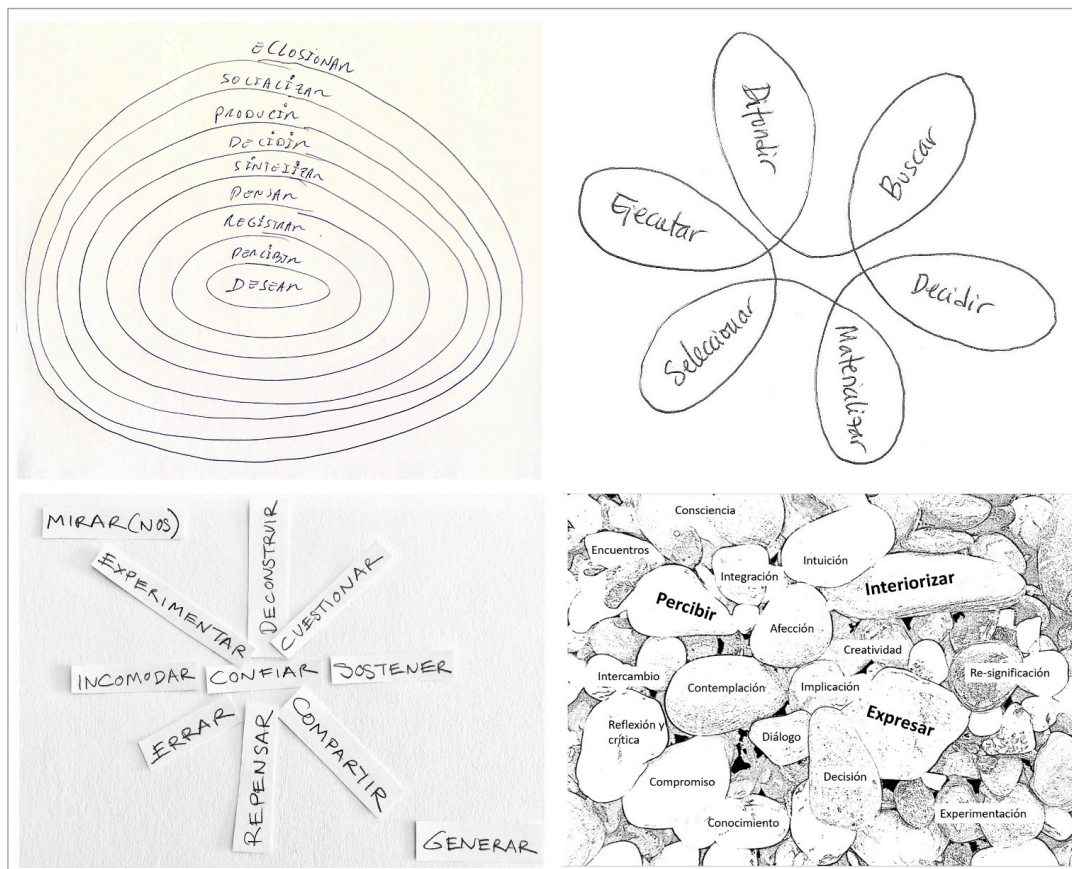 ECLOSIONAR
SOCIALIZAR
PRODUCIR
DECIDIR
SINTETIZAR
PENSAR
REGISTRAR
PERCIBIR
DESEAR
Difundir
Buscar
Ejecutar
Decidir
Seleccionar
Materializar
MIRAR(NOS)
DECONSTRUIR
EXPERIMENTAR
CUESTIONAR
INCOMODAR
CONFIAR
SOSTENER
ERRAR
REPENSAR
COMPARTIR
GENERAR
Consciencia
Encuentros
Intuición
Integración
Interiorizar
Percibir
Afección
Creatividad
Intercambio
Contemplación
Implicación
Re-significación
Reflexión y
crítica
Expresar
Diálogo
Compromiso
Decisión
Conocimiento
Experimentación